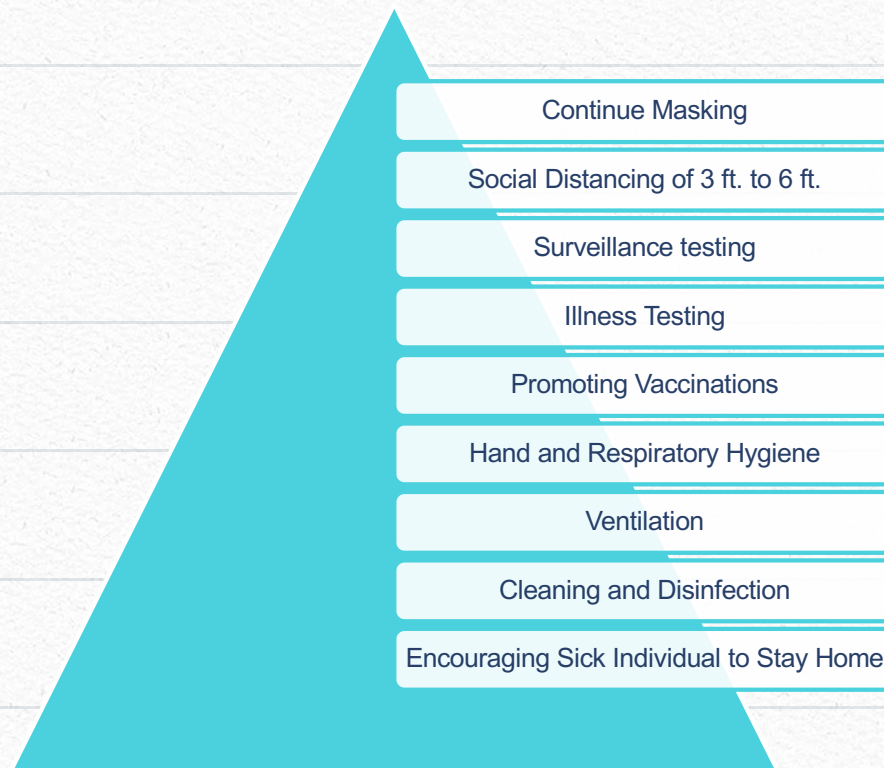 Continue Masking
Social Distancing of 3 ft. to 6 ft.
Surveillance testing
Illness Testing
Promoting Vaccinations
Hand and Respiratory Hygiene
Ventilation
Cleaning and Disinfection
Encouraging Sick Individual to Stay Home